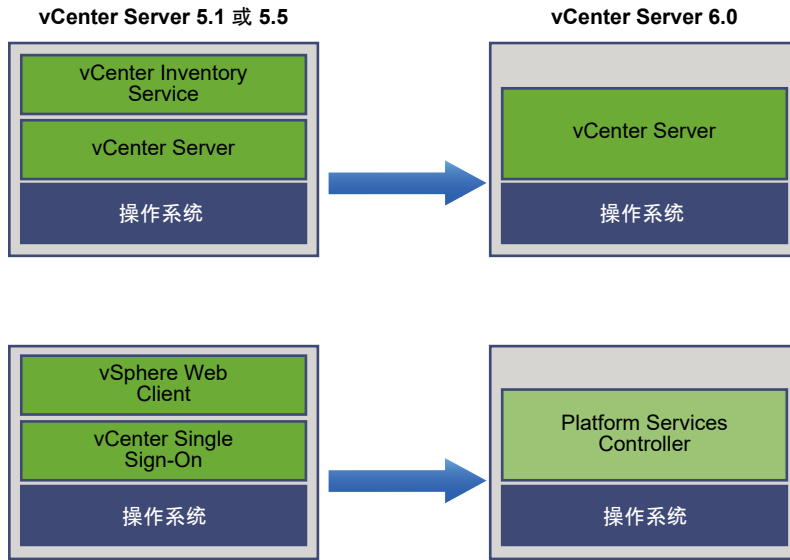 vCenter Server 5.1 或 5.5
vCenter Server 6.0
vCenter Inventory
Service
vCenter Server
操作系统
vCenter Server
操作系统
vSphere Web
Client
vCenter Single
Sign-On
操作系统
Platform Services
Controller
操作系统